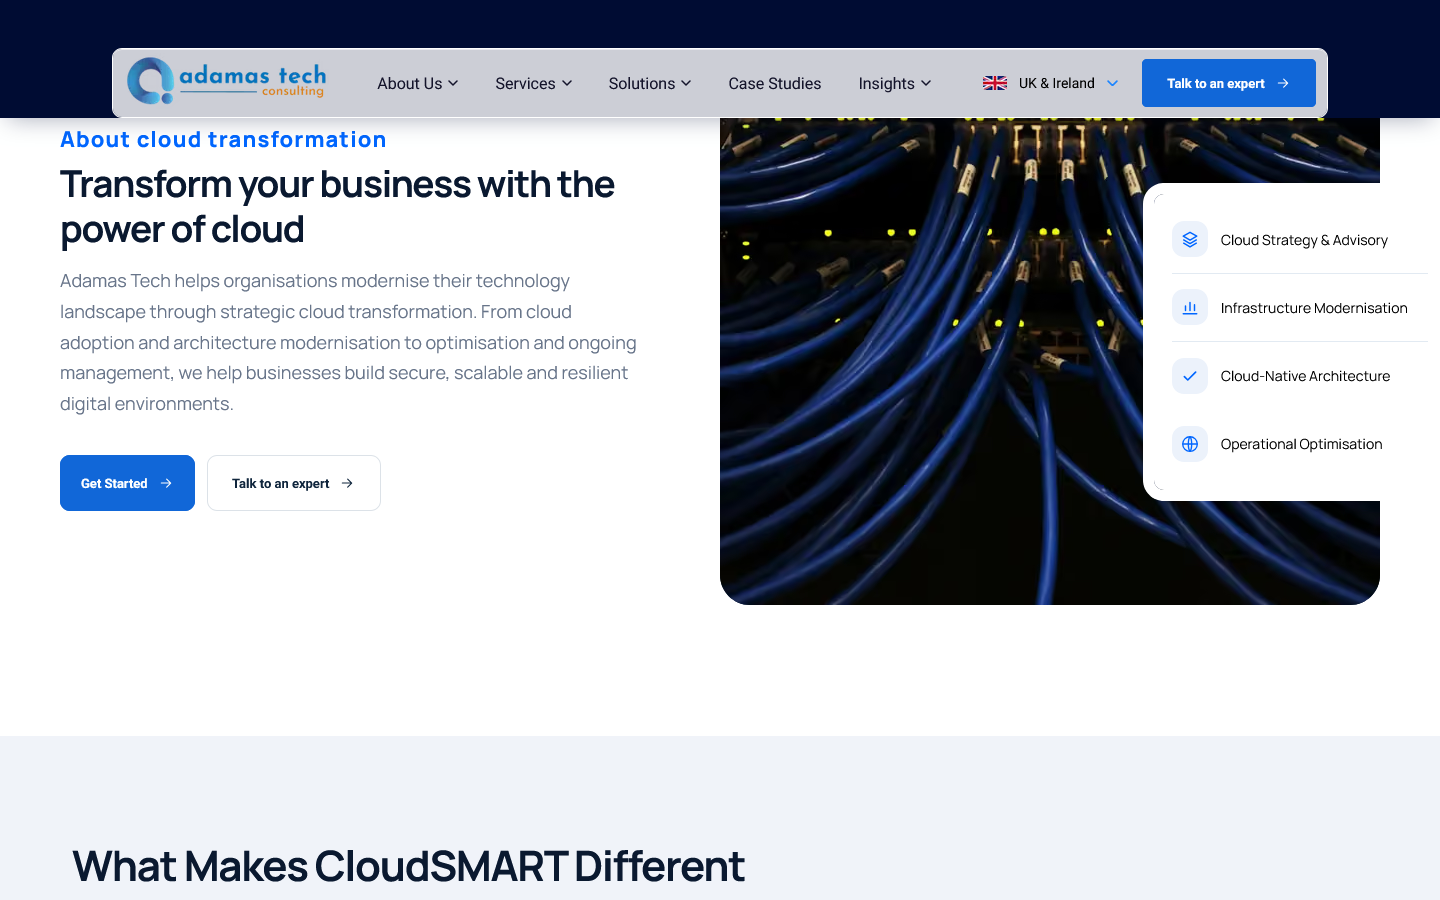 adamas tech
consulting
About Us
Services
Solutions
Case Studies
Insights
UK & Ireland
Talk to an expert
About cloud transformation
Transform your business with the
power of cloud
Adamas Tech helps organisations modernise their technology
landscape through strategic cloud transformation. From cloud
adoption and architecture modernisation to optimisation and ongoing
management, we help businesses build secure, scalable and resilient
digital environments.
Get Started
Talk to an expert
Cloud Strategy & Advisory
Infrastructure Modernisation
Cloud-Native Architecture
Operational Optimisation
What Makes CloudSMART Different